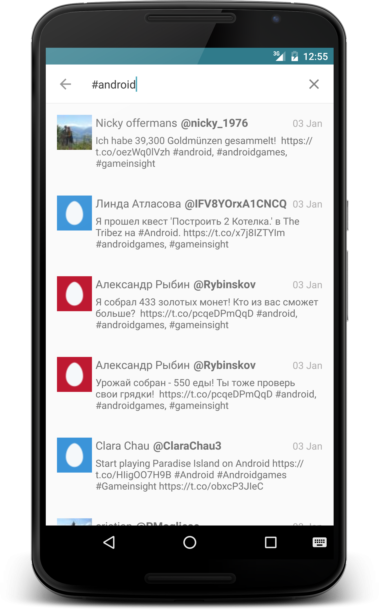 3G 12:55
#android
Nicky offermans @nicky_1976 03 Jan
Ich habe 39,300 Goldmünzen gesammelt! https://
t.co/oezWq0lVzh #android, #androidgames,
#gameinsight
Линда Атласова @IFV8YOrxA1CNCQ 03 Jan
Я прошел квест 'Построить 2 Котелка.' в The
Tribez на #Android. https://t.co/x7j8IZTYIm
#androidgames, #gameinsight
Александр Рыбин @Rybinskov 03 Jan
Я собрал 433 золотых монет! Кто из вас сможет
больше? https://t.co/pcqeDPmQqD #android,
#androidgames, #gameinsight
Александр Рыбин @Rybinskov 03 Jan
Урожай собран - 550 еды! Ты тоже проверь
свои грядки! https://t.co/pcqeDPmQqD #android,
#androidgames, #gameinsight
Clara Chau @ClaraChau3 03 Jan
Start playing Paradise Island on Android https://
t.co/HIigOO7H9B #Android #Androidgames
#Gameinsight https://t.co/obxcP3JIeC